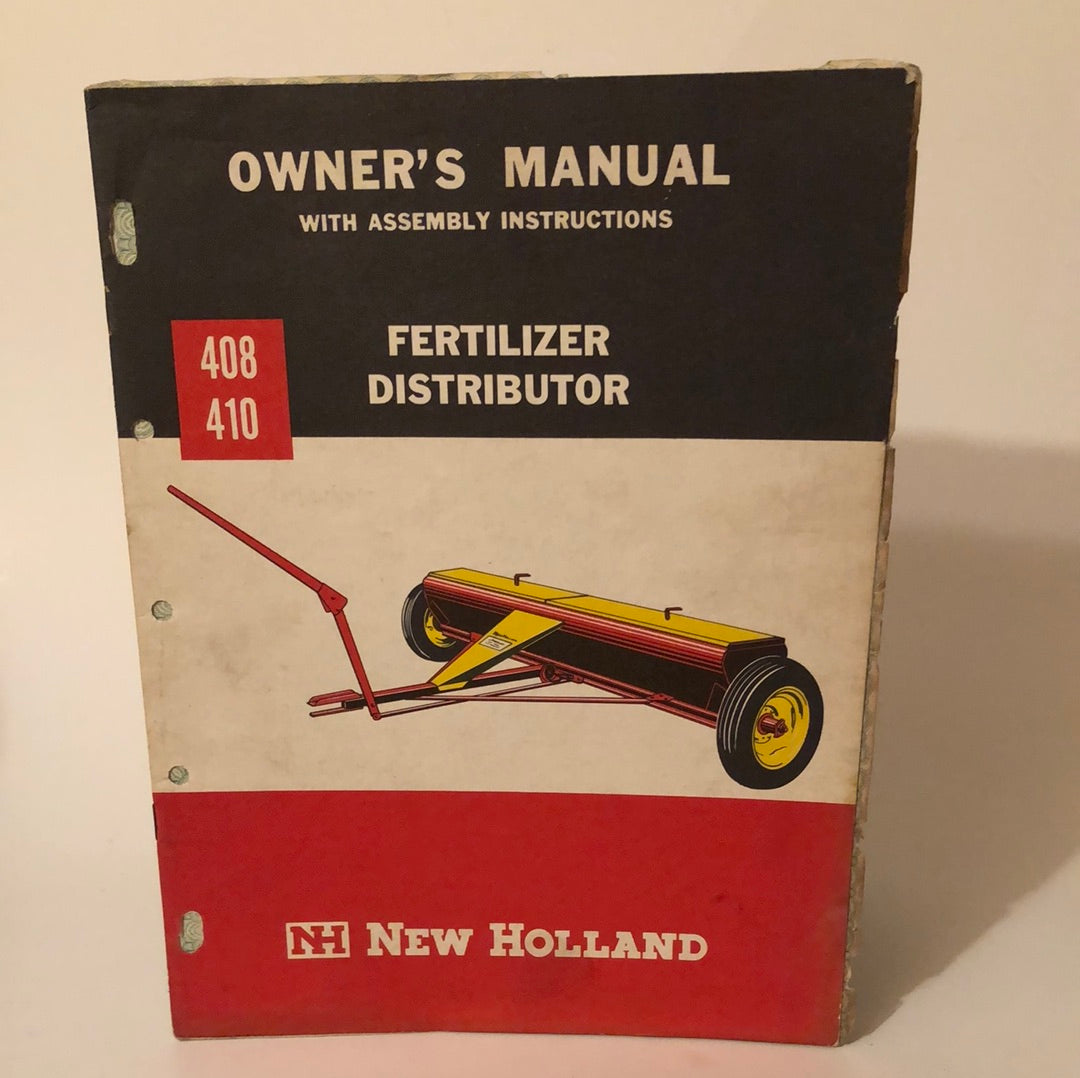 OWNER'S MANUAL
WITH ASSEMBLY INSTRUCTIONS
408
410
FERTILIZER
DISTRIBUTOR
NH NEW HOLLAND